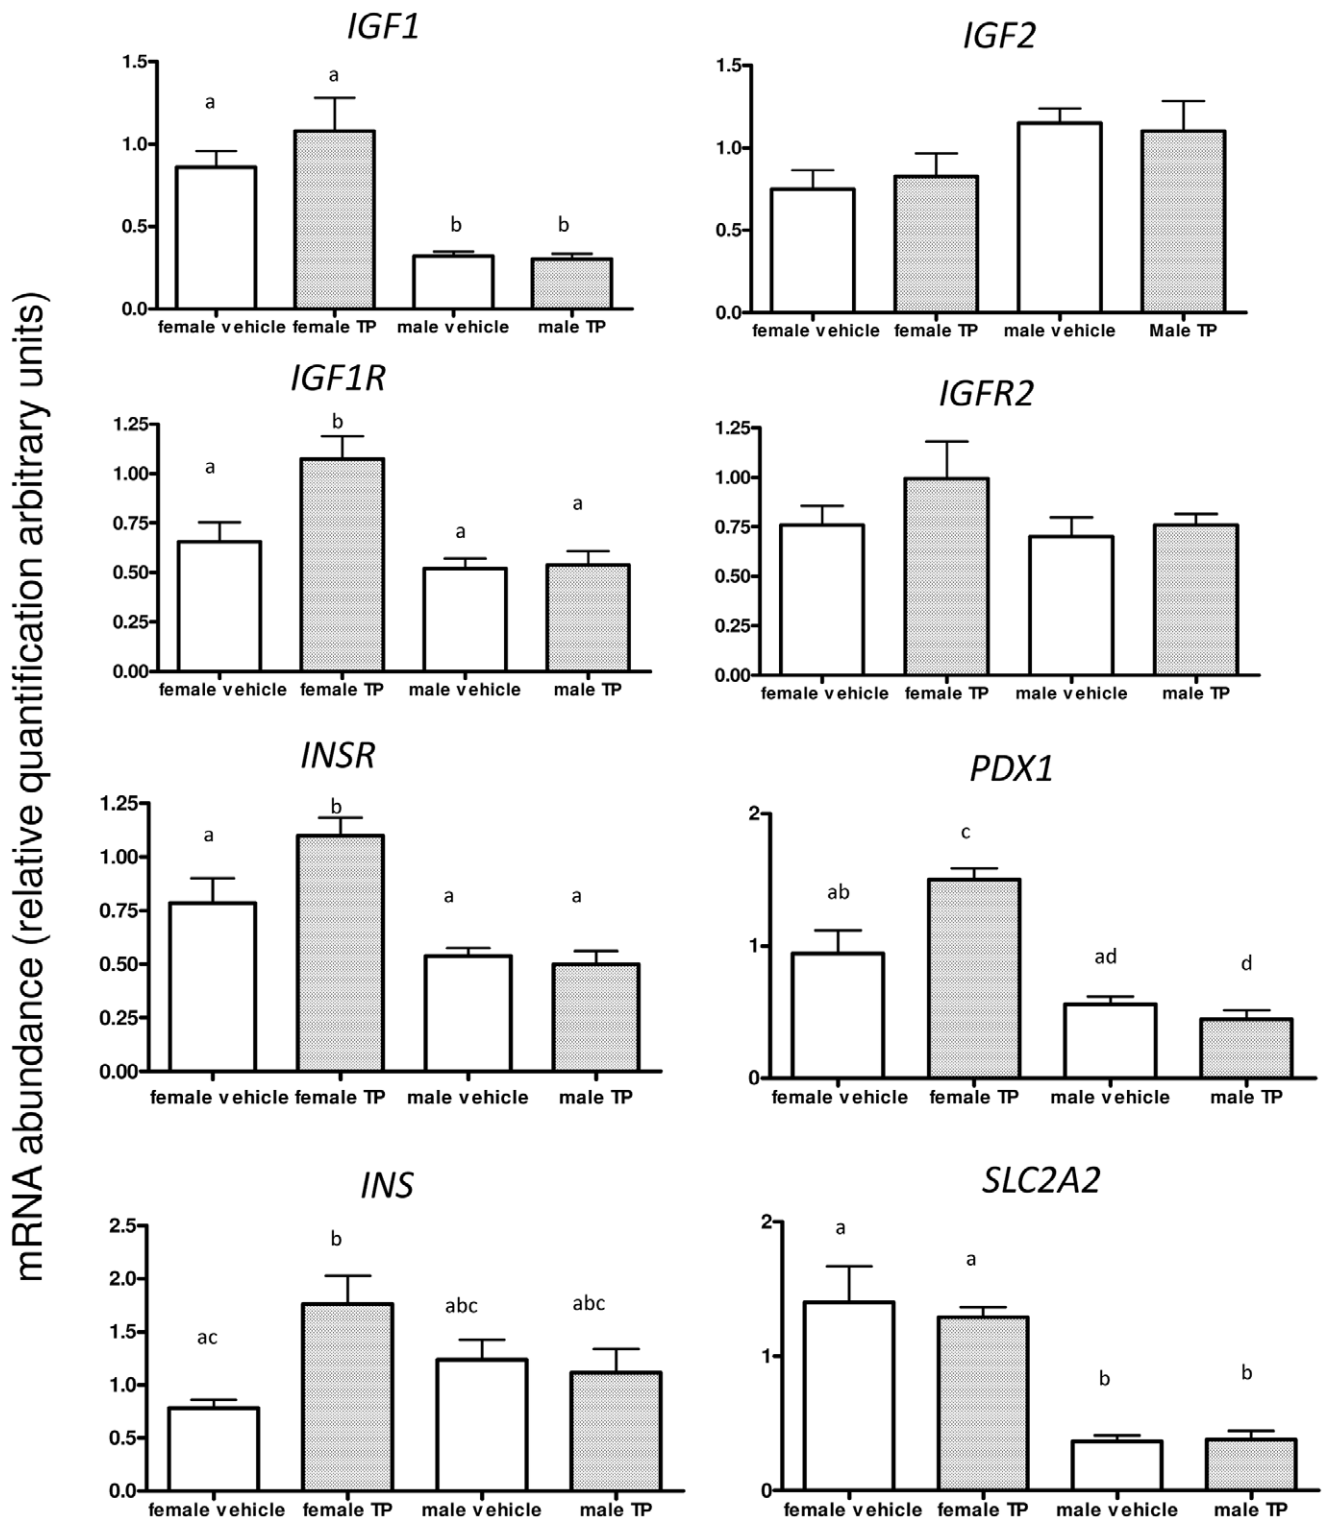 mRNA abundance (relative quantification arbitrary units)
IGF1
1.5
1.0
0.5
0.0
a
a
b
b
female vehicle female TP male vehicle male TP
IGF2
1.5
1.0
0.5
0.0
female vehicle female TP male vehicle Male TP
IGF1R
1.25
1.00
0.75
0.50
0.25
0.00
a
b
a
a
female vehicle female TP male vehicle male TP
IGFR2
1.25
1.00
0.75
0.50
0.25
0.00
female vehicle female TP male vehicle male TP
INSR
1.25
1.00
0.75
0.50
0.25
0.00
a
b
a
a
female vehicle female TP male vehicle male TP
PDX1
2
1
0
ab
c
ad
d
female vehicle female TP male vehicle male TP
INS
2.5
2.0
1.5
1.0
0.5
0.0
ac
b
abc
abc
female vehicle female TP male vehicle male TP
SLC2A2
2
1
0
a
a
b
b
female vehicle female TP male vehicle male TP